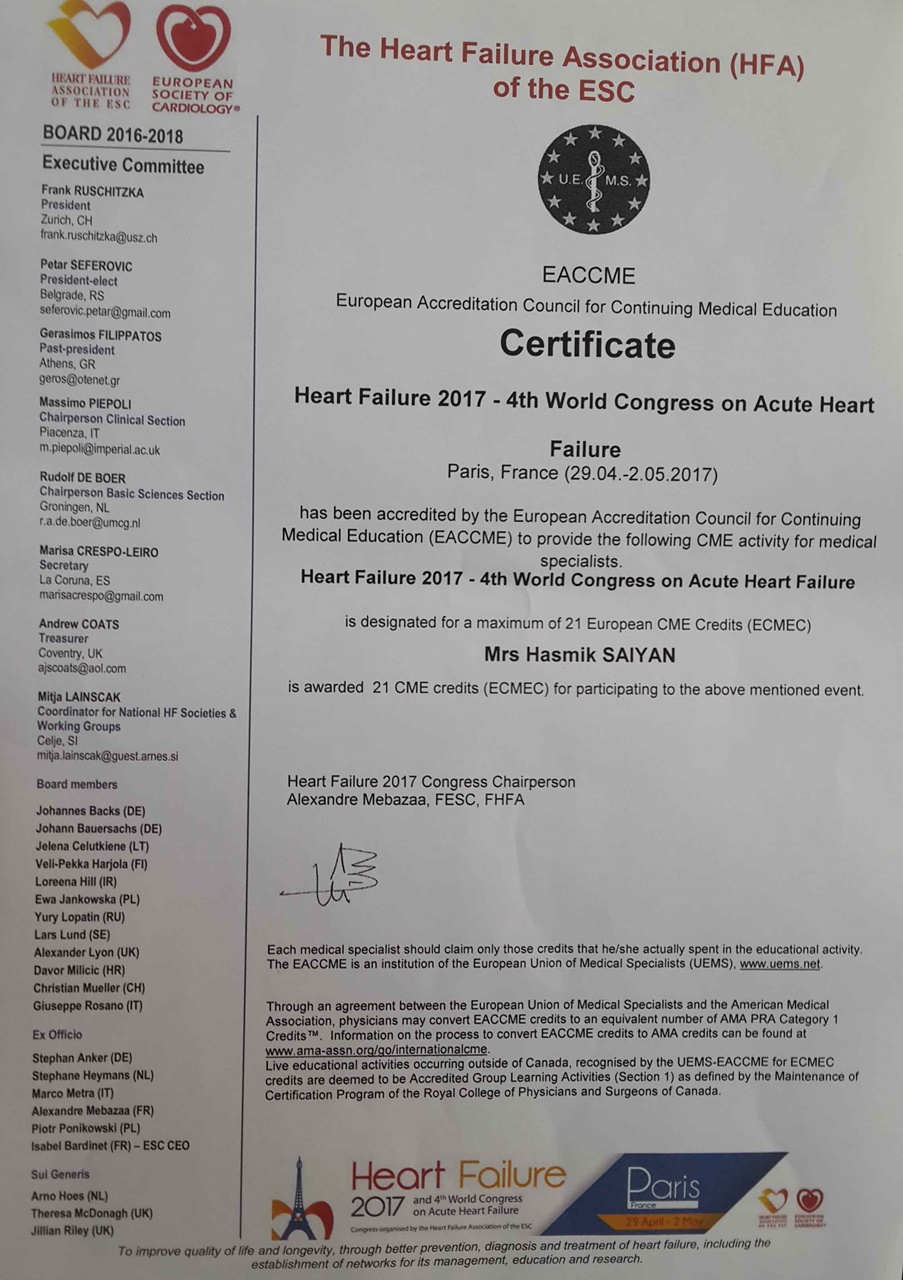 HEART FAILURE
ASSOCIATION
OF THE ESC
EUROPEAN
SOCIETY OF
CARDIOLOGY®
BOARD 2016-2018
Executive Committee
Frank RUSCHITZKA
President
Zurich, CH
frank.ruschitzka@usz.ch
Petar SEFEROVIC
President-elect
Belgrade, RS
seferovic.petar@gmail.com
Gerasimos FILIPPATOS
Past-president
Athens, GR
geros@otenet.gr
Massimo PIEPOLI
Chairperson Clinical Section
Piacenza, IT
m.piepoli@imperial.ac.uk
Rudolf DE BOER
Chairperson Basic Sciences Section
Groningen, NL
r.a.de.boer@umcg.nl
Marisa CRESPO-LEIRO
Secretary
La Coruna, ES
marisacrespo@gmail.com
Andrew COATS
Treasurer
Coventry, UK
ajscoats@aol.com
Mitja LAINSCAK
Coordinator for National HF Societies &
Working Groups
Celje, SI
mitja.lainscak@guest.arnes.si
Board members
Johannes Backs (DE)
Johann Bauersachs (DE)
Jelena Celutkiene (LT)
Veli-Pekka Harjola (FI)
Loreena Hill (IR)
Ewa Jankowska (PL)
Yury Lopatin (RU)
Lars Lund (SE)
Alexander Lyon (UK)
Davor Milicic (HR)
Christian Mueller (CH)
Giuseppe Rosano (IT)
Ex Officio
Stephan Anker (DE)
Stephane Heymans (NL)
Marco Metra (IT)
Alexandre Mebazaa (FR)
Piotr Ponikowski (PL)
Isabel Bardinet (FR) – ESC CEO
Sui Generis
Arno Hoes (NL)
Theresa McDonagh (UK)
Jillian Riley (UK)
The Heart Failure Association (HFA)
of the ESC
U.E. M.S.
EACCME
European Accreditation Council for Continuing Medical Education
Certificate
Heart Failure 2017 - 4th World Congress on Acute Heart
Failure
Paris, France (29.04.-2.05.2017)
has been accredited by the European Accreditation Council for Continuing
Medical Education (EACCME) to provide the following CME activity for medical
specialists.
Heart Failure 2017 - 4th World Congress on Acute Heart Failure
is designated for a maximum of 21 European CME Credits (ECMEC)
Mrs Hasmik SAIYAN
is awarded 21 CME credits (ECMEC) for participating to the above mentioned event.
Heart Failure 2017 Congress Chairperson
Alexandre Mebazaa, FESC, FHFA
Each medical specialist should claim only those credits that he/she actually spent in the educational activity.
The EACCME is an institution of the European Union of Medical Specialists (UEMS), www.uems.net.
Through an agreement between the European Union of Medical Specialists and the American Medical
Association, physicians may convert EACCME credits to an equivalent number of AMA PRA Category 1
Credits™. Information on the process to convert EACCME credits to AMA credits can be found at
www.ama-assn.org/go/internationalcme.
Live educational activities occurring outside of Canada, recognised by the UEMS-EACCME for ECMEC
credits are deemed to be Accredited Group Learning Activities (Section 1) as defined by the Maintenance of
Certification Program of the Royal College of Physicians and Surgeons of Canada.
Heart Failure
2017 and 4th World Congress
on Acute Heart Failure
Congress organised by the Heart Failure Association of the ESC
Paris
France
29 April - 2 May
To improve quality of life and longevity, through better prevention, diagnosis and treatment of heart failure, including the
establishment of networks for its management, education and research.